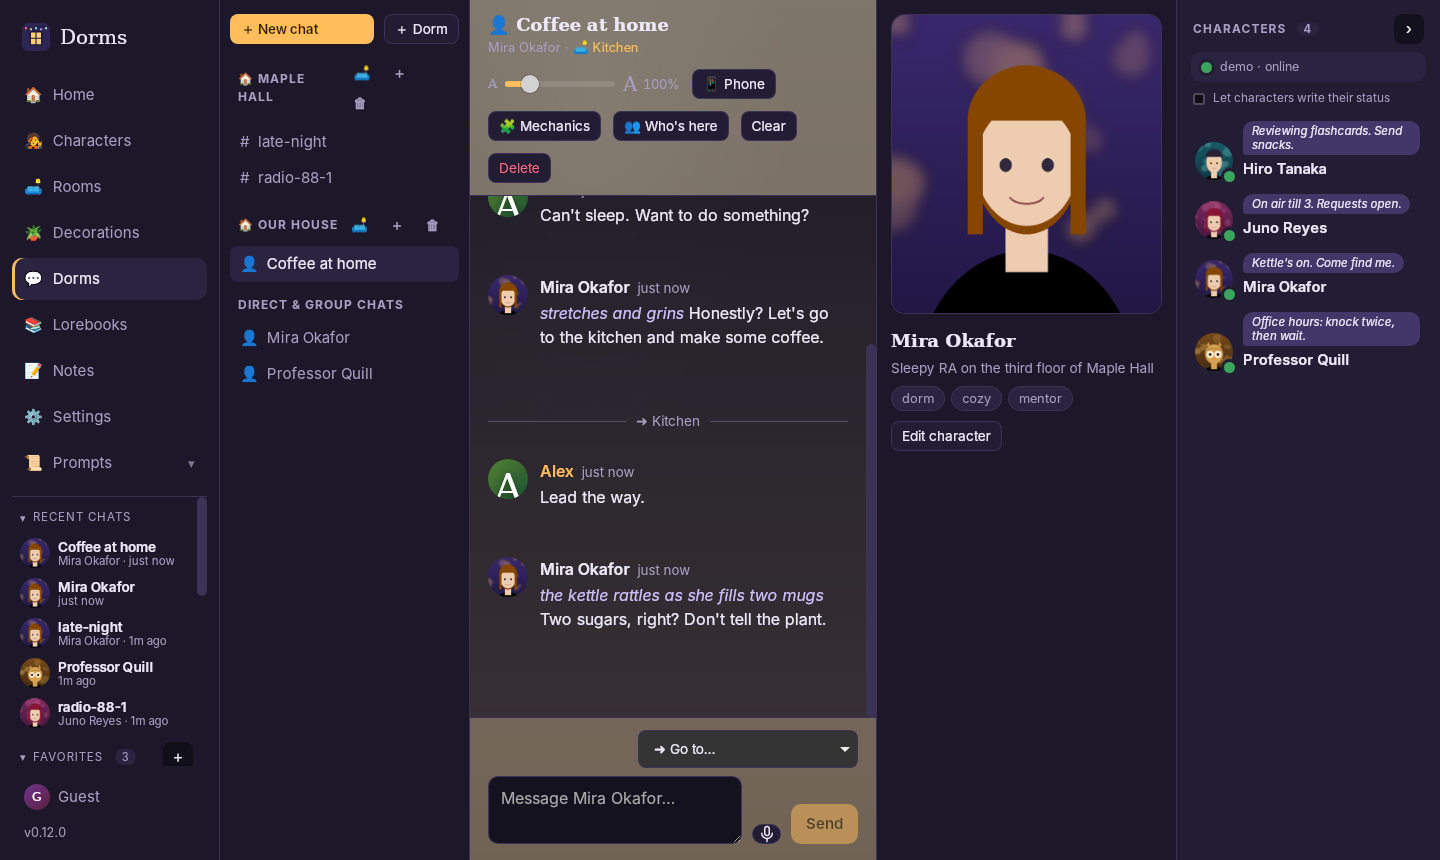 Dorms
Home
Characters
Rooms
Decorations
Dorms
Lorebooks
Notes
Settings
Prompts
RECENT CHATS
Coffee at home
Mira Okafor · just now
Mira Okafor
just now
late-night
Mira Okafor · 1m ago
Professor Quill
1m ago
radio-88-1
Juno Reyes · 1m ago
FAVORITES 3 +
G Guest
v0.12.0
+ New chat
+ Dorm
MAPLE HALL
+
# late-night
# radio-88-1
OUR HOUSE +
Coffee at home
DIRECT & GROUP CHATS
Mira Okafor
Professor Quill
Coffee at home
Mira Okafor · Kitchen
A A 100% Phone
Mechanics Who's here Clear
Delete
A
Can't sleep. Want to do something?
Mira Okafor just now
stretches and grins Honestly? Let's go
to the kitchen and make some coffee.
➜ Kitchen
A
Alex just now
Lead the way.
Mira Okafor just now
the kettle rattles as she fills two mugs
Two sugars, right? Don't tell the plant.
➜ Go to...
Message Mira Okafor...
Send
Mira Okafor
Sleepy RA on the third floor of Maple Hall
dorm cozy mentor
Edit character
CHARACTERS 4 ›
demo · online
Let characters write their status
Reviewing flashcards. Send
snacks.
Hiro Tanaka
On air till 3. Requests open.
Juno Reyes
Kettle's on. Come find me.
Mira Okafor
Office hours: knock twice,
then wait.
Professor Quill